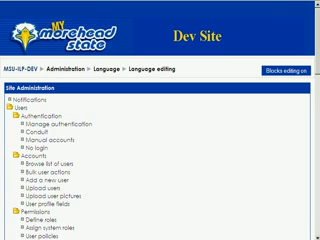 MY
morehead
state
Dev Site
MSU-ILP-DEV ► Administration ► Language ► Language editing
Blocks editing on
Site Administration
Notifications
Users
Authentication
Manage authentication
Conduit
Manual accounts
No login
Accounts
Browse list of users
Bulk user actions
Add a new user
Upload users
Upload user pictures
User profile fields
Permissions
Define roles
Assign system roles
User policies